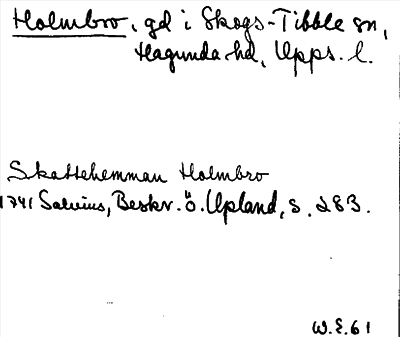 Holmbro, gd i Skogs-Tibble sn,
Hagunda hd, Upps. l.
Skattehemman Holmbro
1741 Salvius, Beskr. ö. Upland, s. 283.
W.E. 61